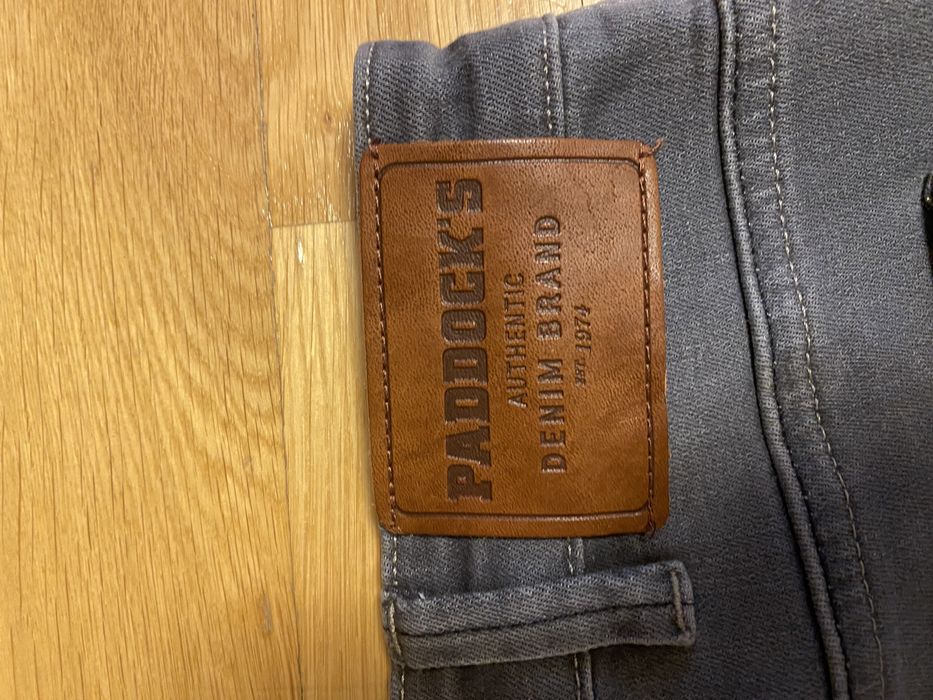 PADDOCK'S
AUTHENTIC
DENIM BRAND
EST. 1974